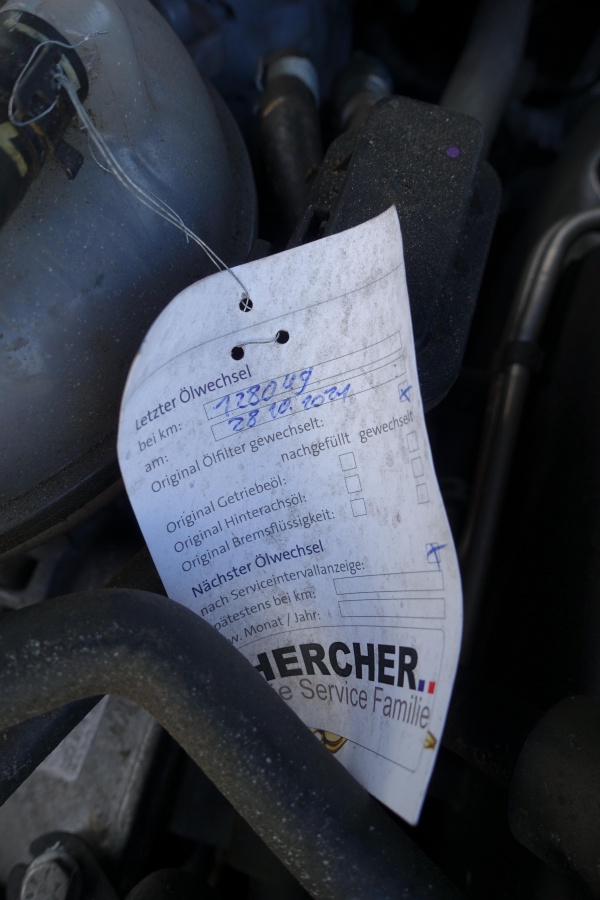 Letzter Ölwechsel
bei km: 128049
am: 28.10.2021
Original Ölfilter gewechselt: x
nachgefüllt gewechselt
Original Getriebeöl:
Original Hinterachsöl:
Original Bremsflüssigkeit:
Nächster Ölwechsel
nach Serviceintervallanzeige: x
pätestens bei km:
w. Monat / Jahr:
HERCHER
e Service Familie